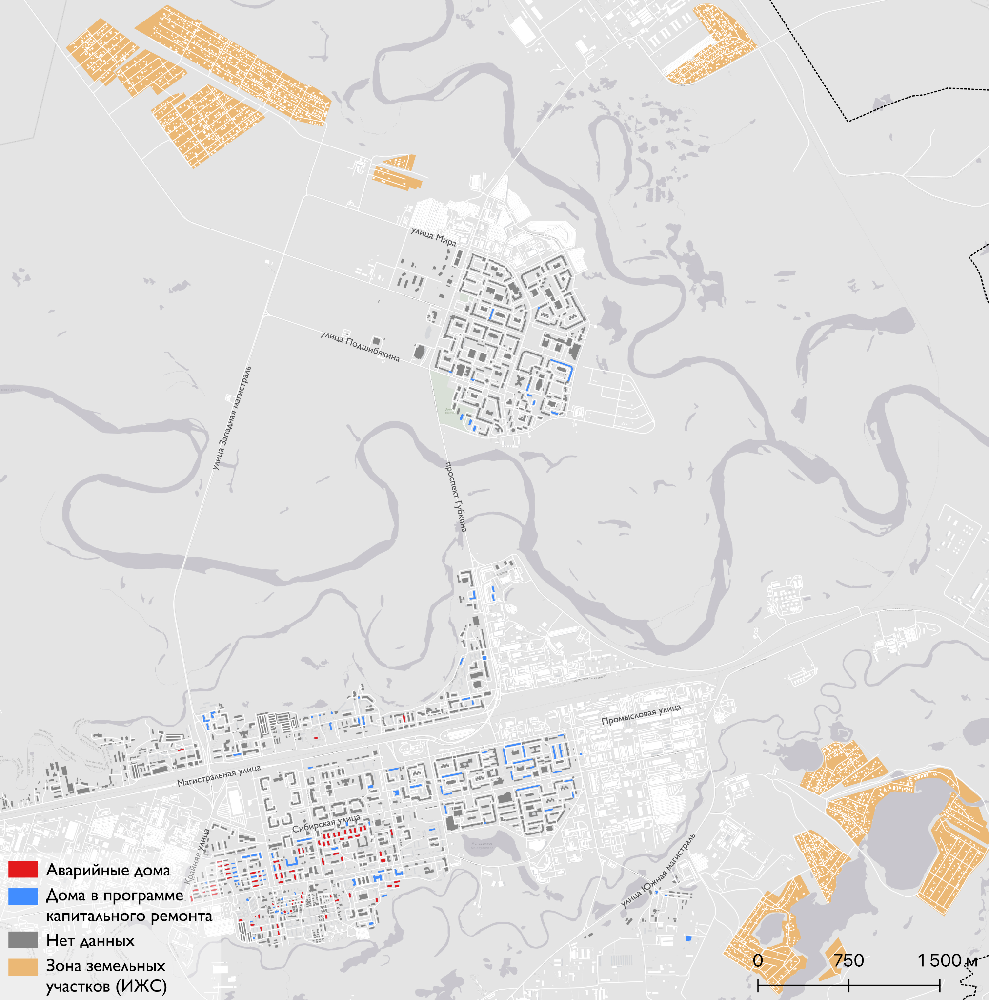 улица Мира
улица Подшибякина
улица Западная магистраль
проспект Губкина
Промысловая улица
Магистральная улица
Сибирская улица
Крайняя улица
улица Южная магистраль
Аварийные дома
Дома в программе
капитального ремонта
Нет данных
Зона земельных
участков (ИЖС)
0 750 1 500 м